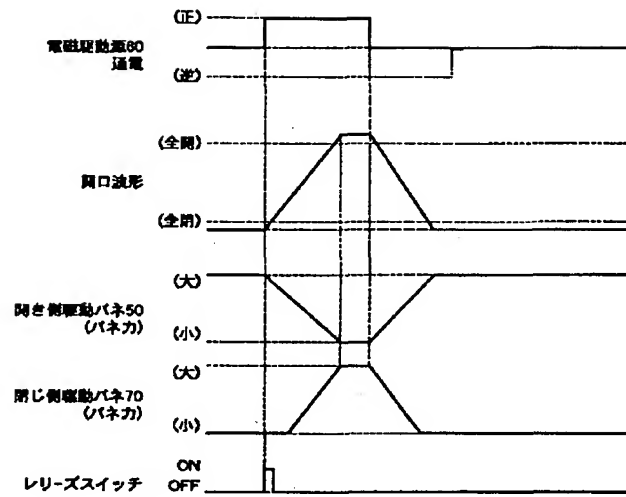 (正)
電磁駆動源60
通電
(逆)
(全開)
開口波形
(全閉)
(大)
開き側駆動バネ50
(バネ力)
(小)
(大)
閉じ側駆動バネ70
(バネ力)
(小)
ON
レリーズスイッチ OFF